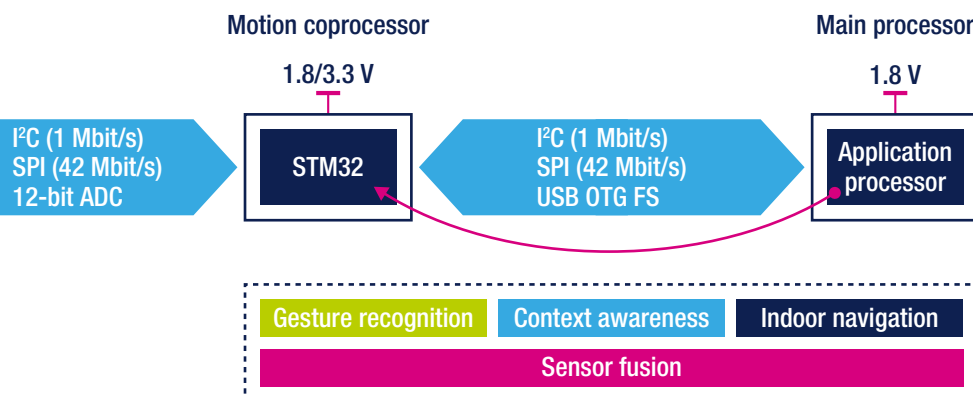 Motion coprocessor
Main processor
1.8/3.3 V
1.8 V
I²C (1 Mbit/s)
SPI (42 Mbit/s)
12-bit ADC
STM32
I²C (1 Mbit/s)
SPI (42 Mbit/s)
USB OTG FS
Application
processor
Gesture recognition
Context awareness
Indoor navigation
Sensor fusion